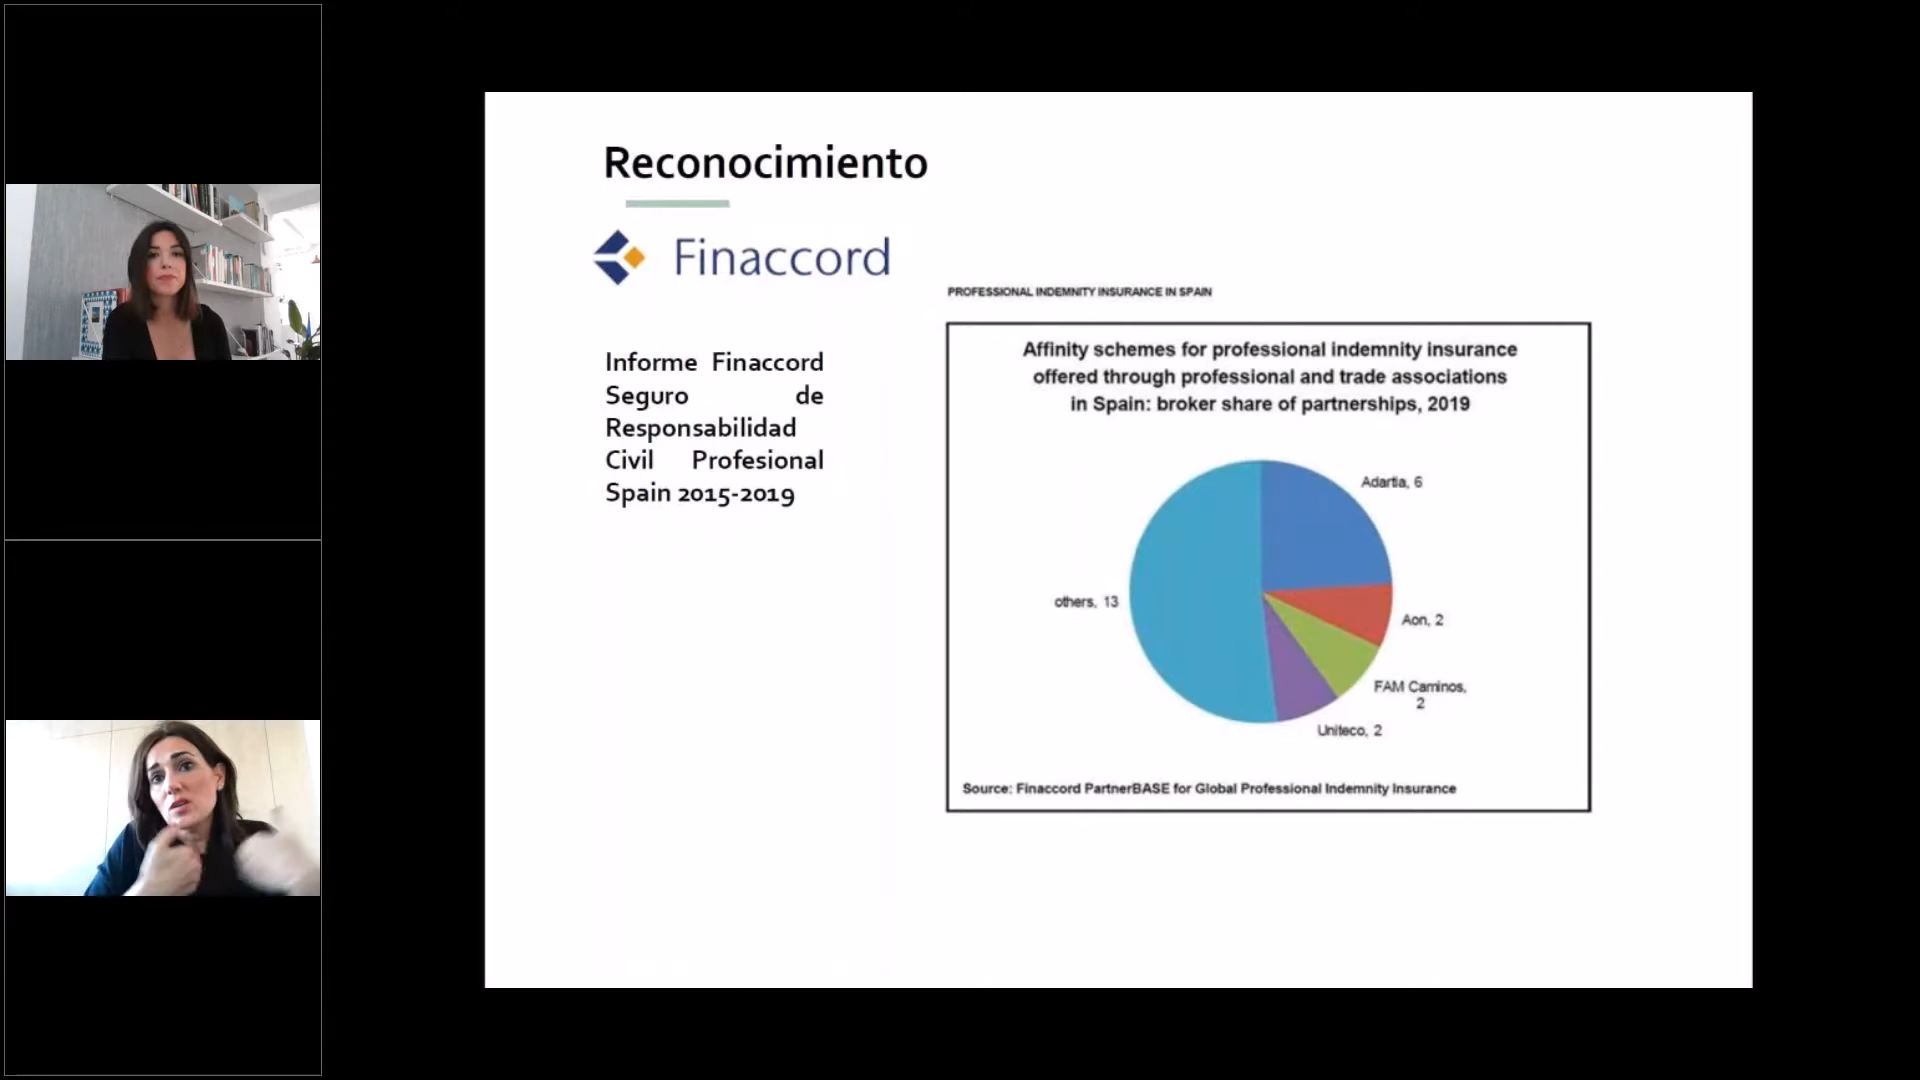 Reconocimiento
Finaccord
Informe Finaccord
Seguro de
Responsabilidad
Civil Profesional
Spain 2015-2019
PROFESSIONAL INDEMNITY INSURANCE IN SPAIN
Affinity schemes for professional indemnity insurance
offered through professional and trade associations
in Spain: broker share of partnerships, 2019
Adartia, 6
others, 13
Aon, 2
FAM Caminos,
2
Uniteco, 2
Source: Finaccord PartnerBASE for Global Professional Indemnity Insurance